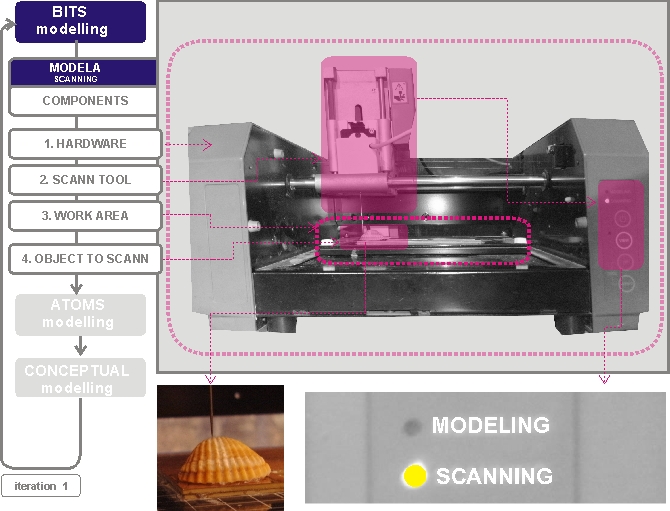 BITS
modelling
MODELA
SCANNING
COMPONENTS
1. HARDWARE
2. SCANN TOOL
3. WORK AREA
4. OBJECT TO SCANN
ATOMS
modelling
CONCEPTUAL
modelling
iteration 1
MODELING
SCANNING